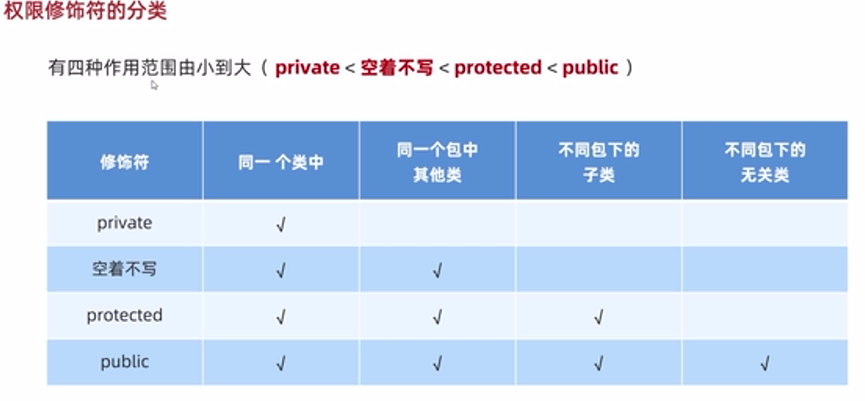 权限修饰符的分类
有四种作用范围由小到大（ private < 空着不写 < protected < public ）
修饰符 同一 个类中 同一个包中 其他类 不同包下的 子类 不同包下的 无关类
private √
空着不写 √ √
protected √ √ √
public √ √ √ √